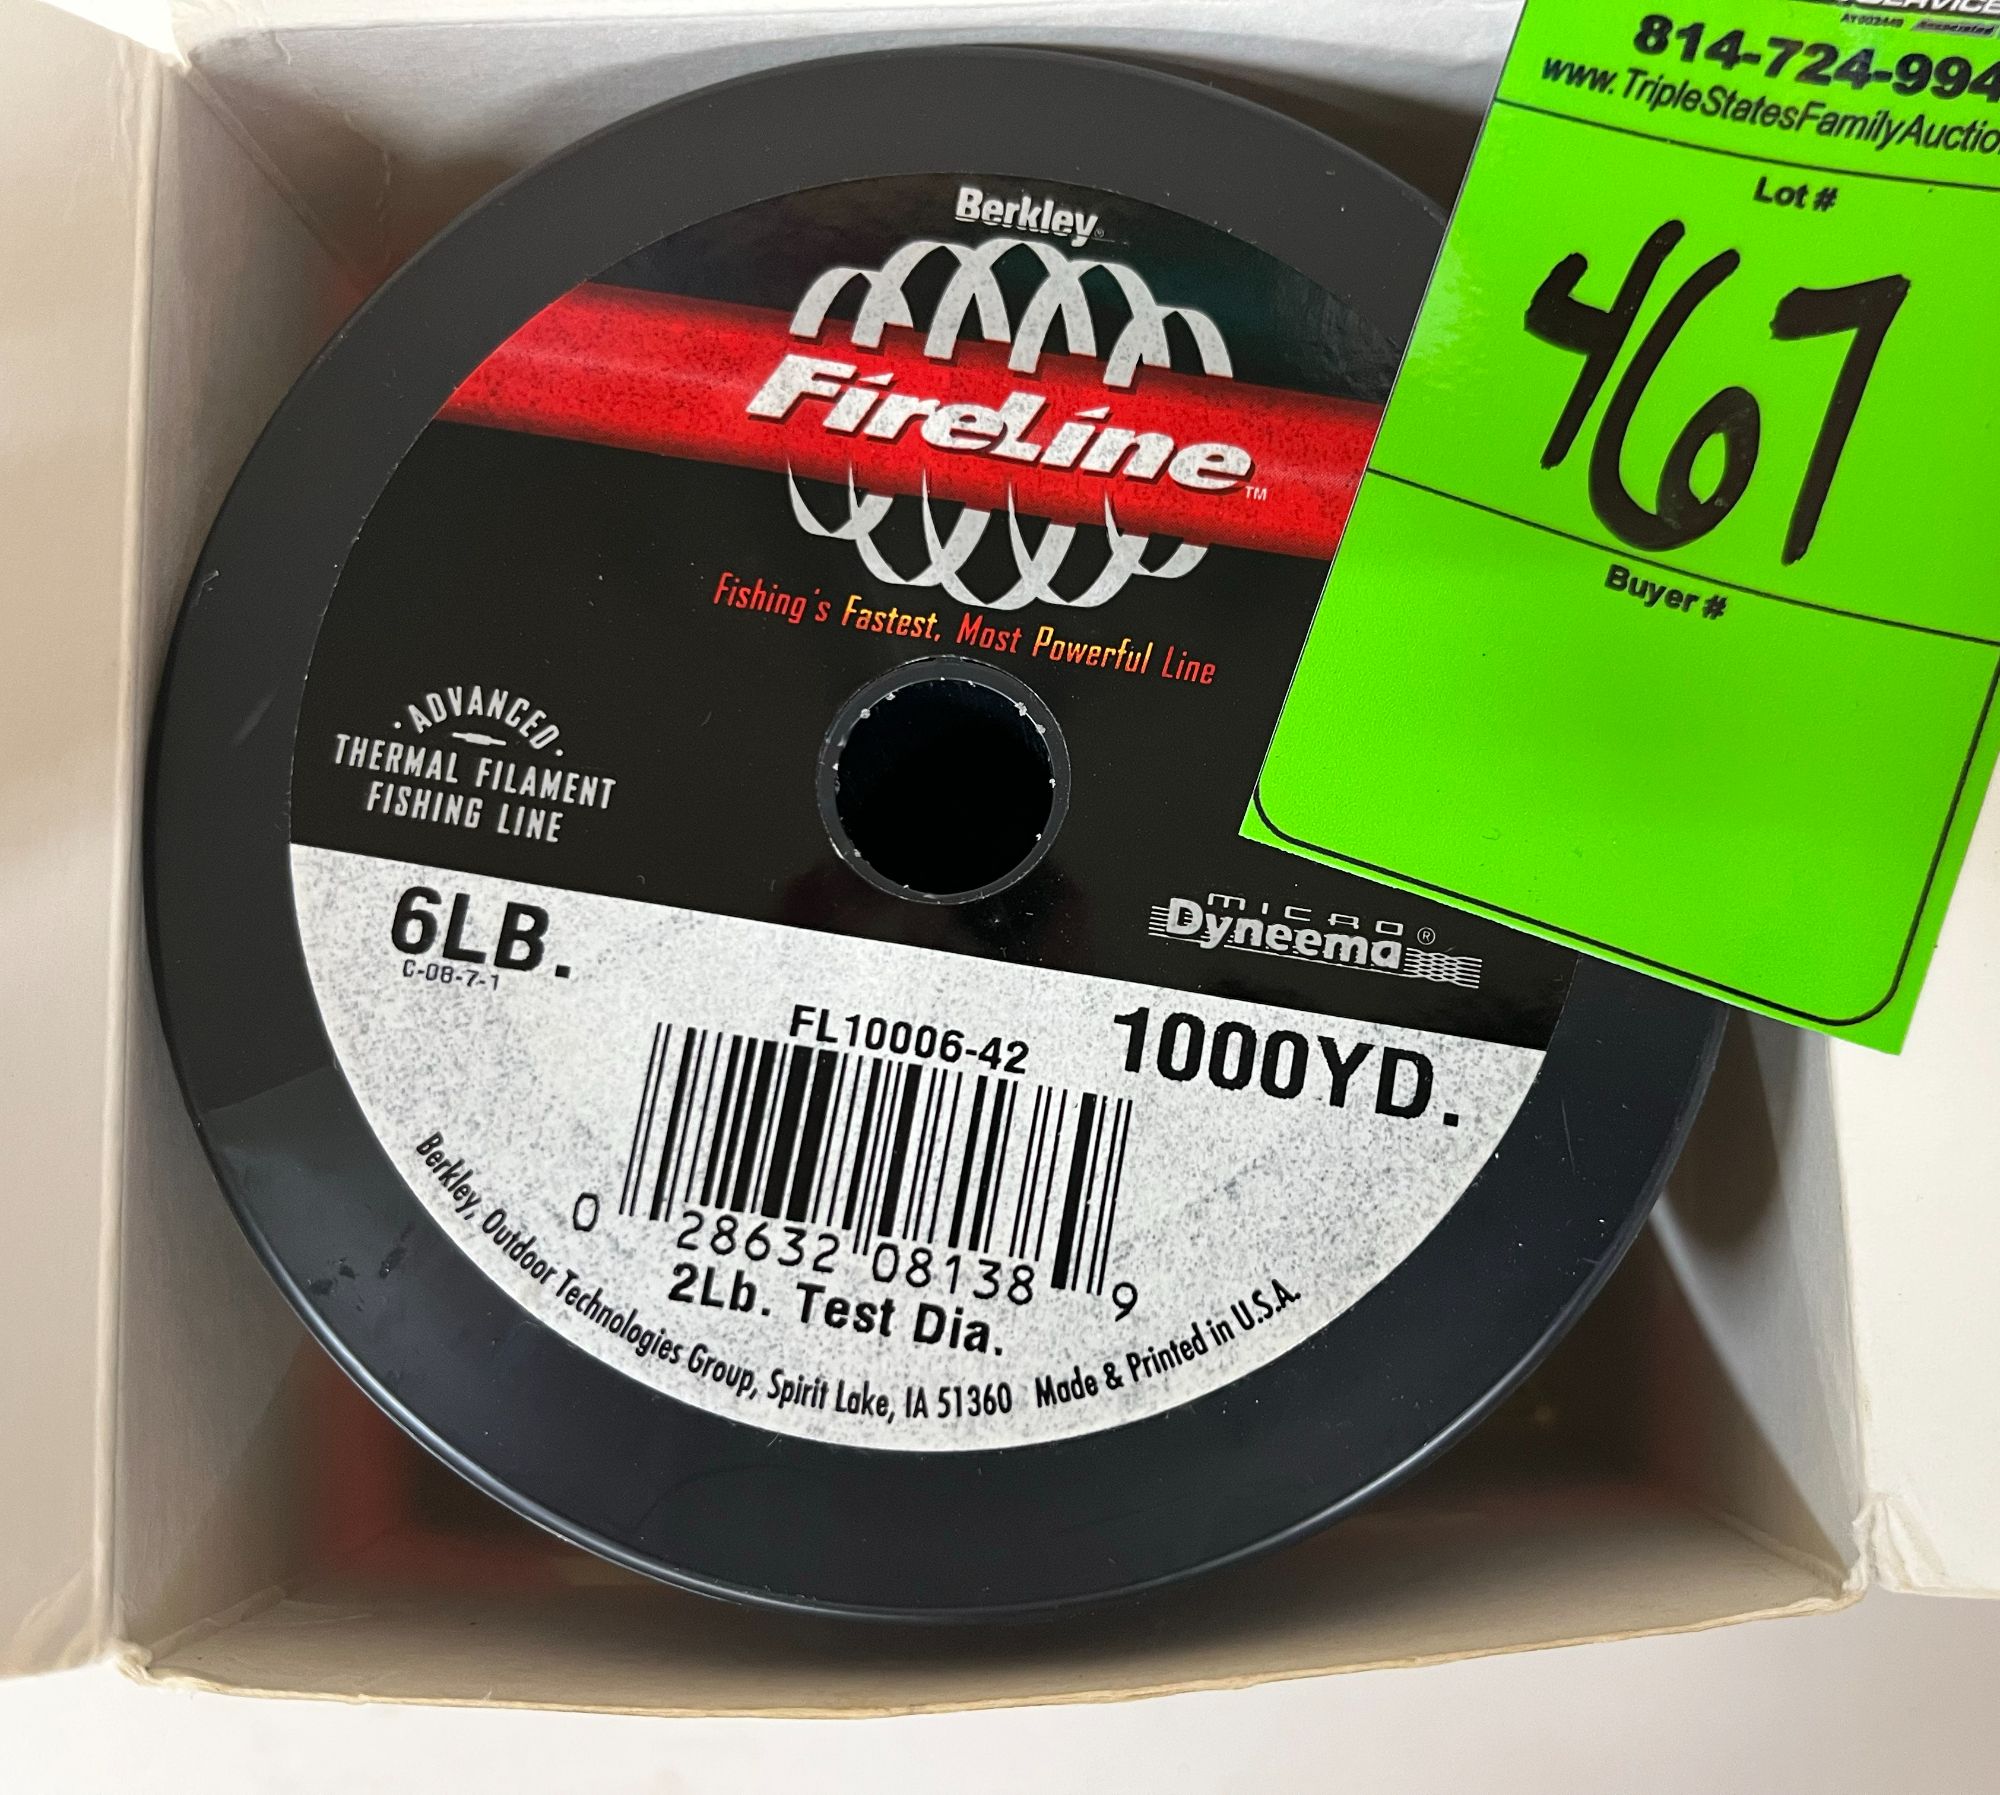 Berkley®
FireLine™
Fishing's Fastest, Most Powerful Line
·ADVANCED·
THERMAL FILAMENT
FISHING LINE
MICRO
Dyneema®
6LB.
C-08-7-1
FL10006-42
1000YD.
0 28632 08138 9
2Lb. Test Dia.
Berkley, Outdoor Technologies Group, Spirit Lake, IA 51360 Made & Printed in U.S.A.
814-724-994
www.TripleStatesFamilyAuctio
Lot #
467
Buyer #